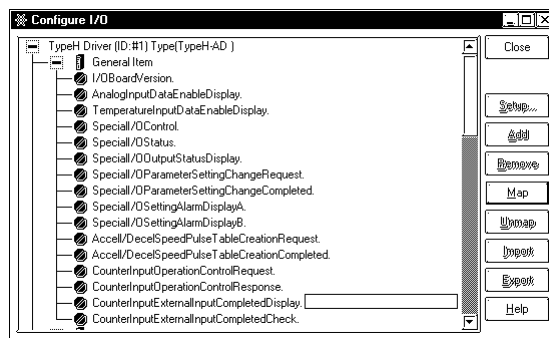 Configure I/O
TypeH Driver (ID:#1) Type(TypeH-AD )
General Item
I/OBoardVersion.
AnalogInputDataEnableDisplay.
TemperatureInputDataEnableDisplay.
SpecialI/OControl.
SpecialI/OStatus.
SpecialI/OOutputStatusDisplay.
SpecialI/OParameterSettingChangeRequest.
SpecialI/OParameterSettingChangeCompleted.
SpecialI/OSettingAlarmDisplayA.
SpecialI/OSettingAlarmDisplayB.
Accell/DecelSpeedPulseTableCreationRequest.
Accell/DecelSpeedPulseTableCreationCompleted.
CounterInputOperationControlRequest.
CounterInputOperationControlResponse.
CounterInputExternalInputCompletedDisplay.
CounterInputExternalInputCompletedCheck.
Close
Setup...
Add
Remove
Map
Unmap
Import
Export
Help